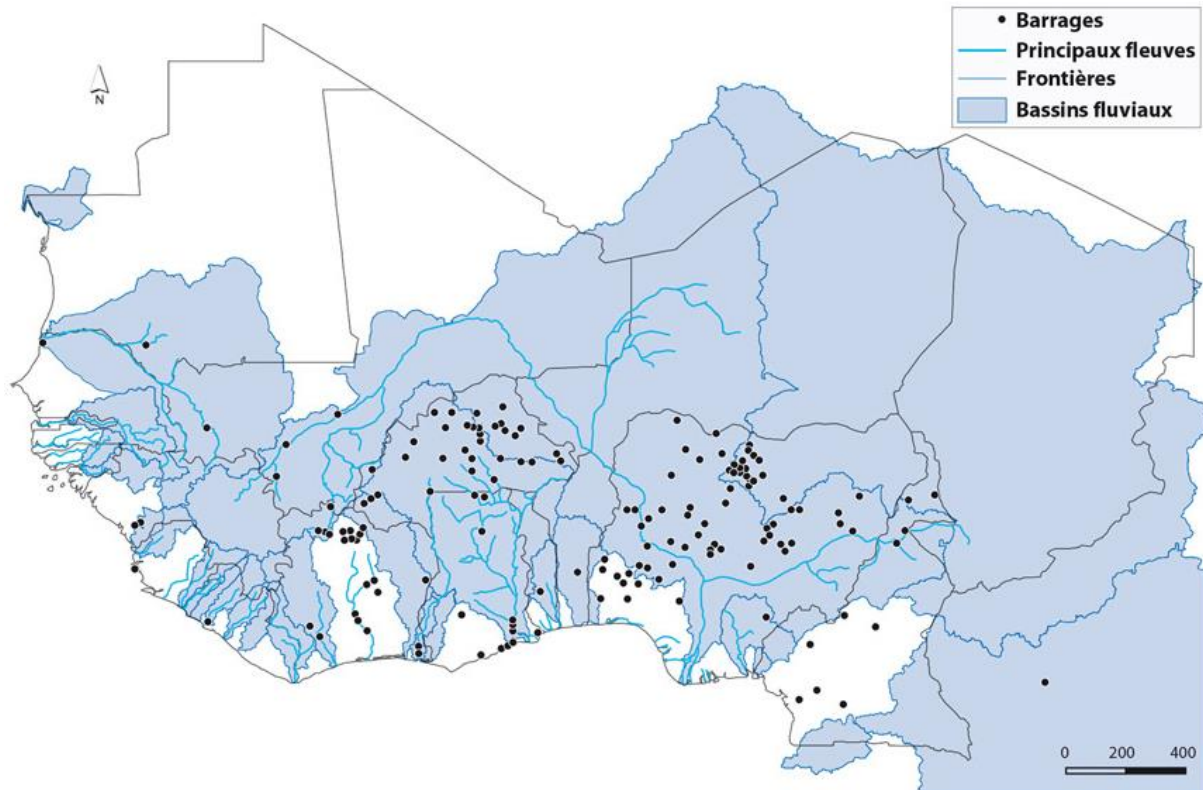 Barrages
Principaux fleuves
Frontières
Bassins fluviaux
N
0 200 400